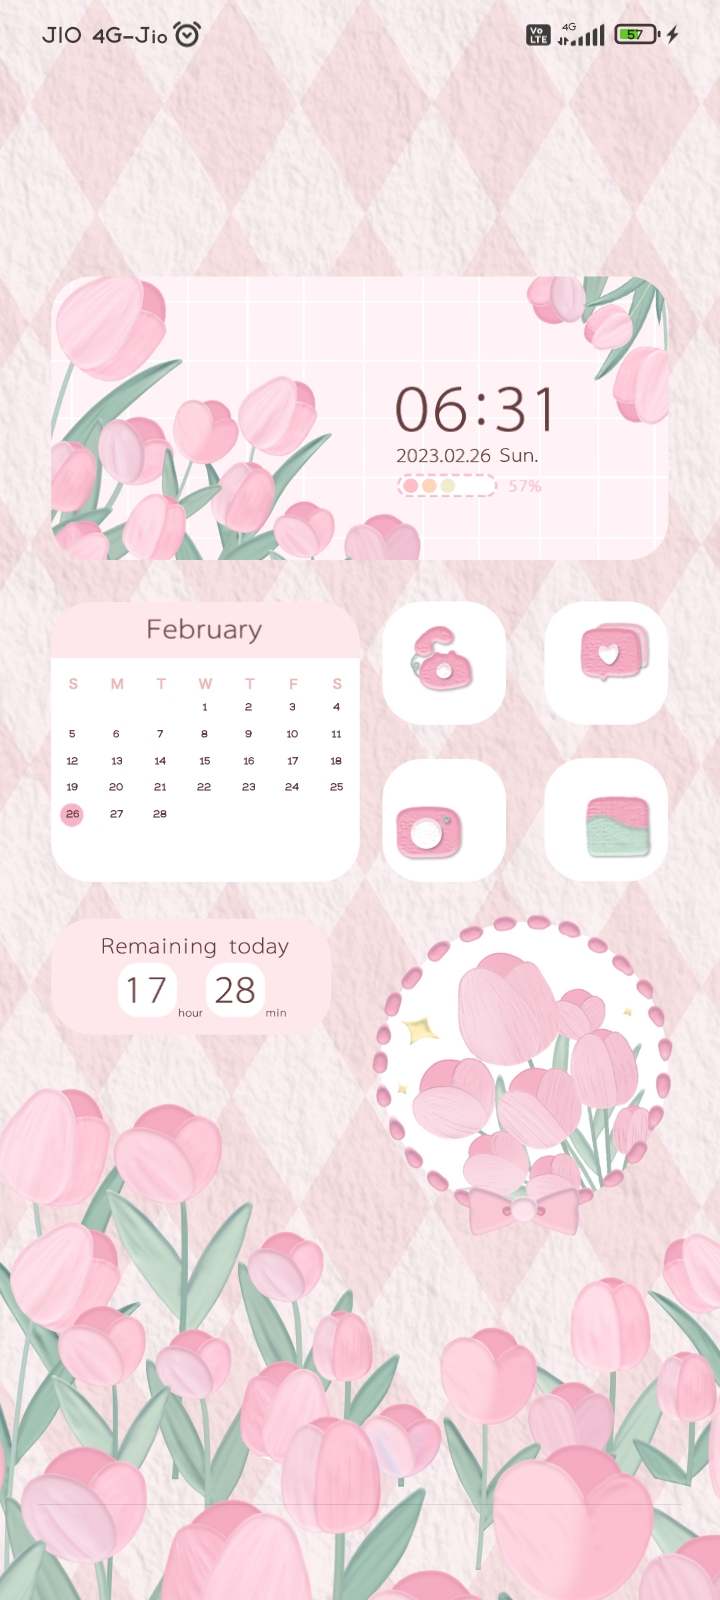 JIO 4G–Jio Vo LTE 4G 57
06:31
2023.02.26 Sun.
57%
February
S M T W T F S
1 2 3 4
5 6 7 8 9 10 11
12 13 14 15 16 17 18
19 20 21 22 23 24 25
26 27 28
Remaining today
17 hour 28 min